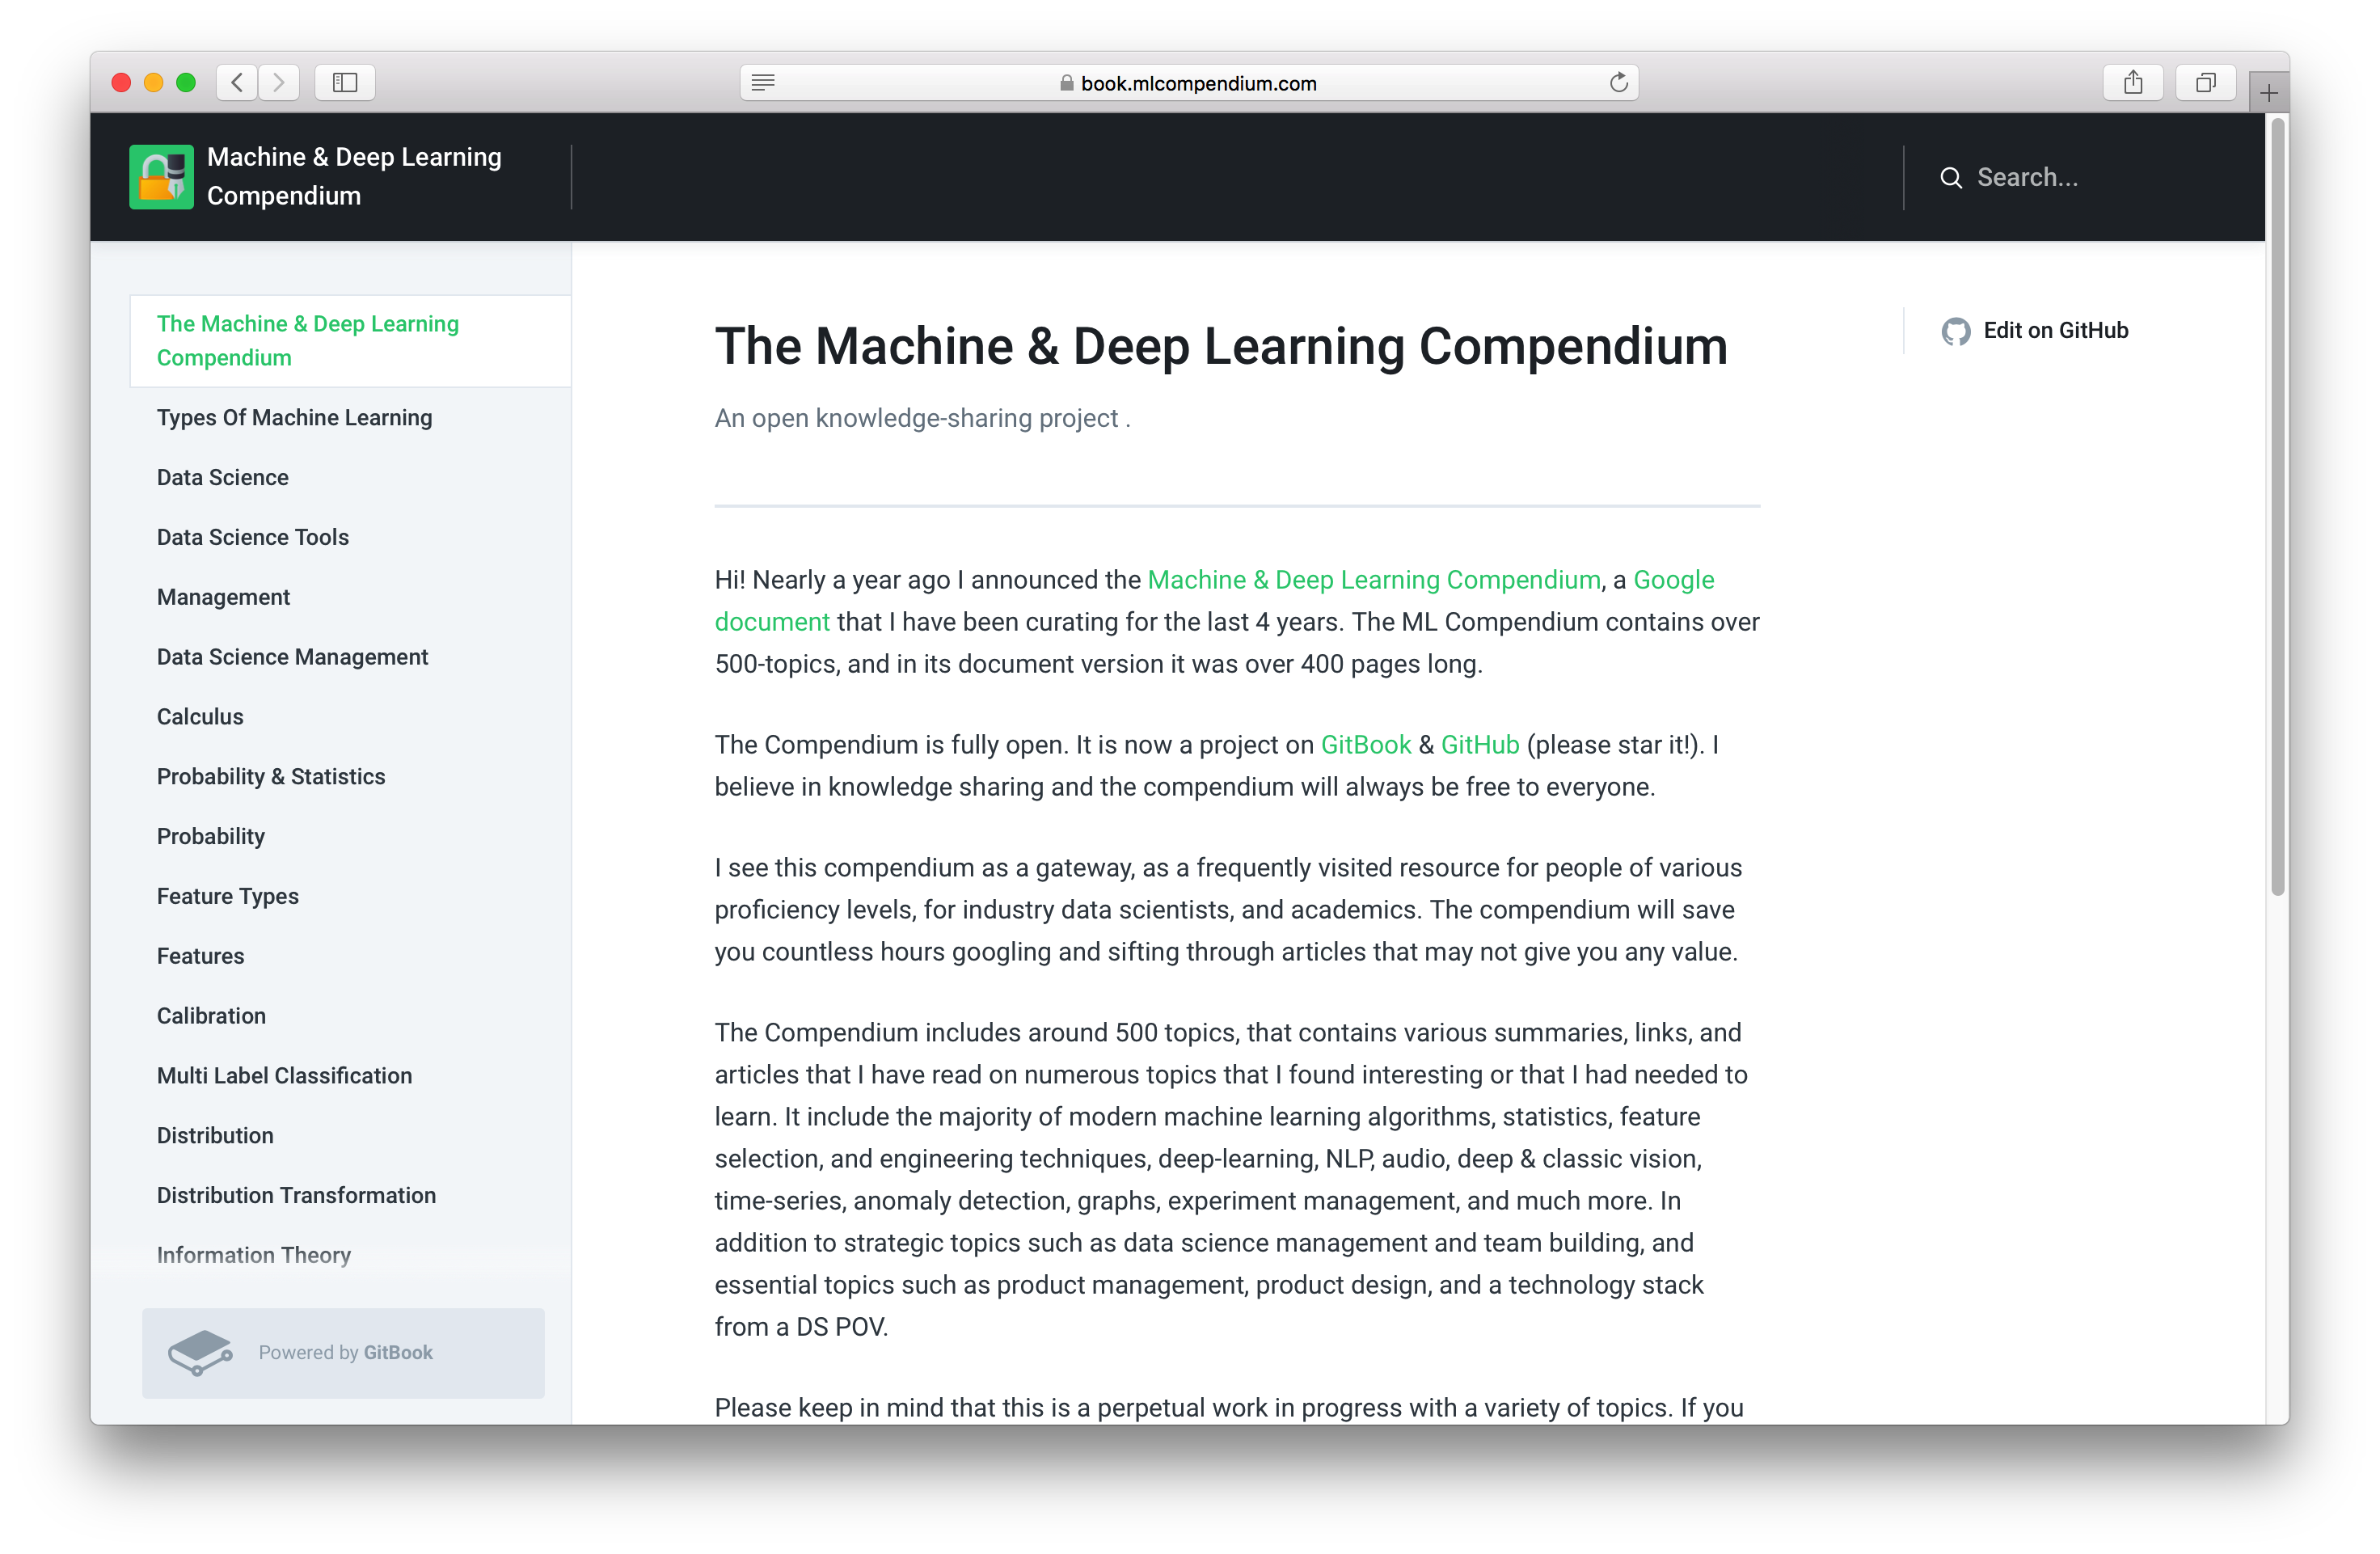 book.mlcompendium.com
Machine & Deep Learning
Compendium
Search...
The Machine & Deep Learning
Compendium
Types Of Machine Learning
Data Science
Data Science Tools
Management
Data Science Management
Calculus
Probability & Statistics
Probability
Feature Types
Features
Calibration
Multi Label Classification
Distribution
Distribution Transformation
Information Theory
Powered by GitBook
The Machine & Deep Learning Compendium
An open knowledge-sharing project .
Hi! Nearly a year ago I announced the Machine & Deep Learning Compendium, a Google
document that I have been curating for the last 4 years. The ML Compendium contains over
500-topics, and in its document version it was over 400 pages long.
The Compendium is fully open. It is now a project on GitBook & GitHub (please star it!). I
believe in knowledge sharing and the compendium will always be free to everyone.
I see this compendium as a gateway, as a frequently visited resource for people of various
proficiency levels, for industry data scientists, and academics. The compendium will save
you countless hours googling and sifting through articles that may not give you any value.
The Compendium includes around 500 topics, that contains various summaries, links, and
articles that I have read on numerous topics that I found interesting or that I had needed to
learn. It include the majority of modern machine learning algorithms, statistics, feature
selection, and engineering techniques, deep-learning, NLP, audio, deep & classic vision,
time-series, anomaly detection, graphs, experiment management, and much more. In
addition to strategic topics such as data science management and team building, and
essential topics such as product management, product design, and a technology stack
from a DS POV.
Please keep in mind that this is a perpetual work in progress with a variety of topics. If you
Edit on GitHub